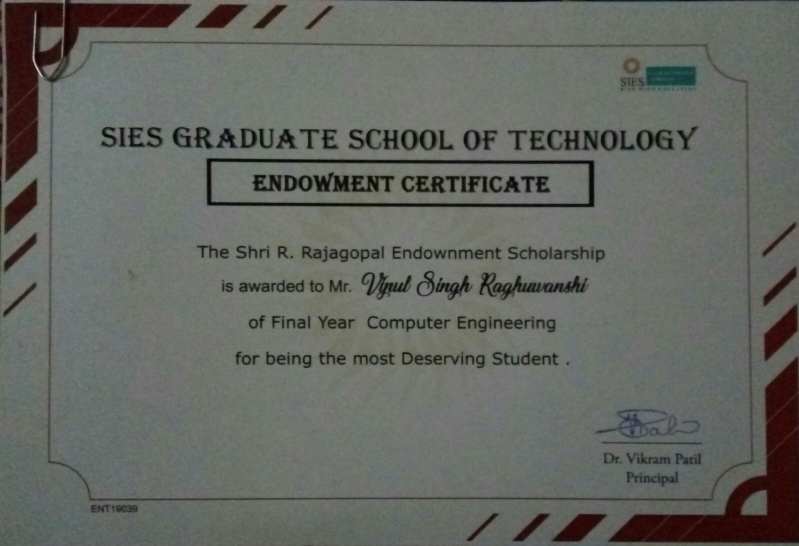 SIES
SIES GRADUATE SCHOOL OF TECHNOLOGY
ENDOWMENT CERTIFICATE
The Shri R. Rajagopal Endownment Scholarship
is awarded to Mr. Vipul Singh Raghuwanshi
of Final Year Computer Engineering
for being the most Deserving Student .
Dr. Vikram Patil
Principal
ENT19039